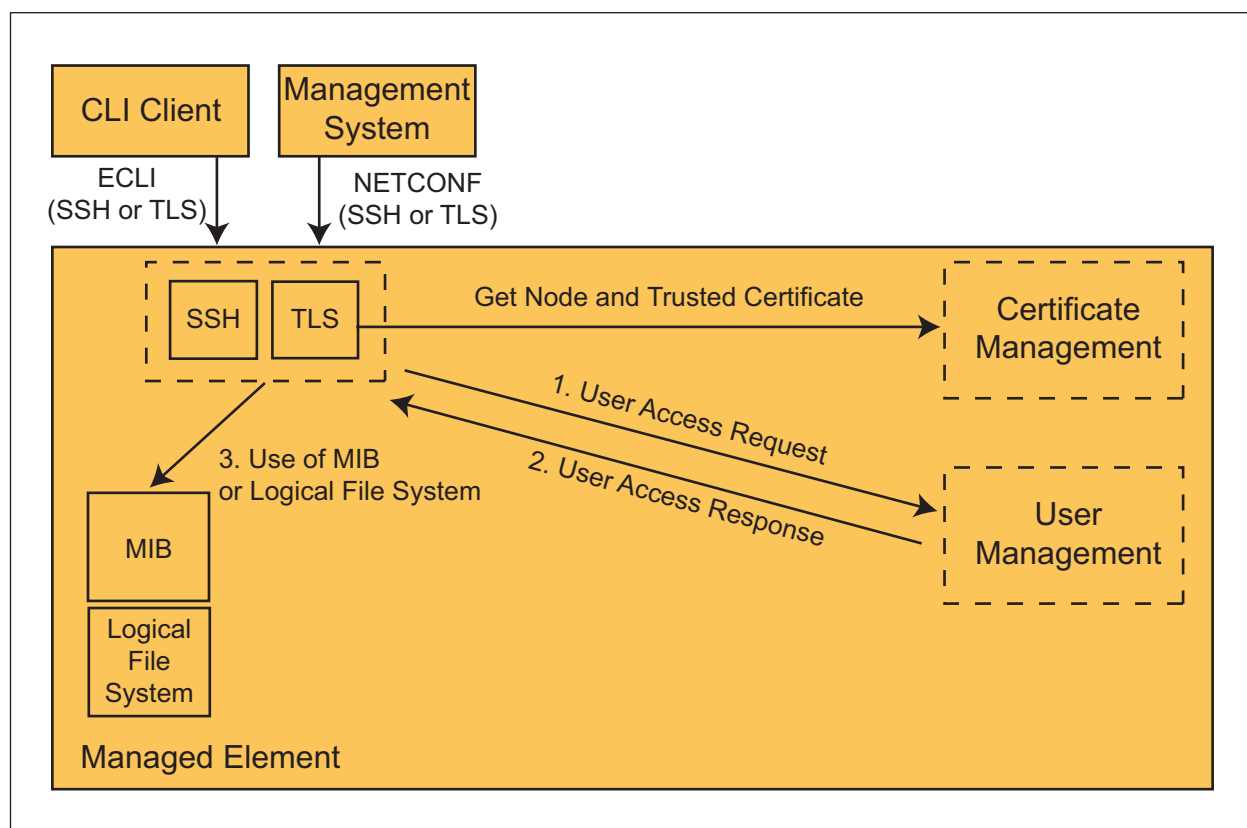 CLI Client
Management
System
ECLI
(SSH or TLS)
NETCONF
(SSH or TLS)
SSH
TLS
Get Node and Trusted Certificate
Certificate
Management
1. User Access Request
2. User Access Response
3. Use of MIB
or Logical File System
User
Management
MIB
Logical
File
System
Managed Element